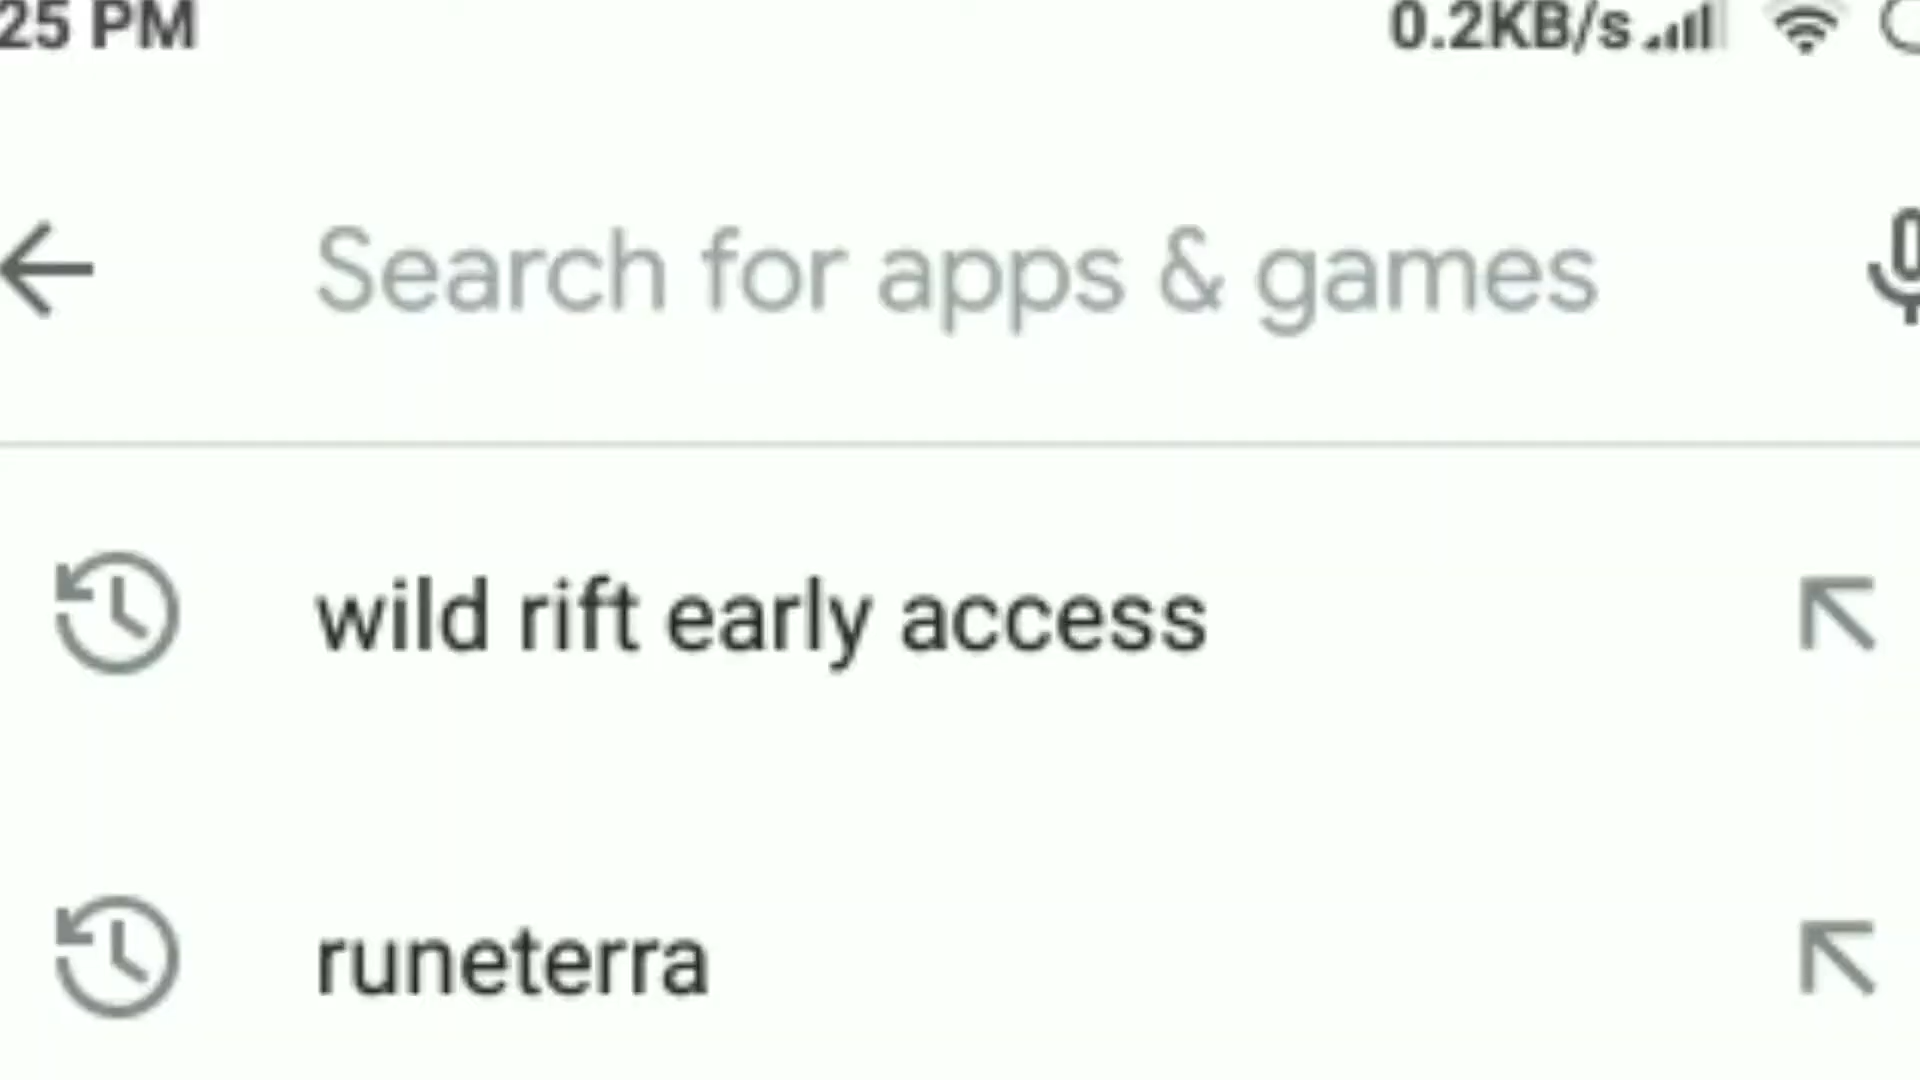 25 PM 0.2KB/s
Search for apps & games
wild rift early access
runeterra